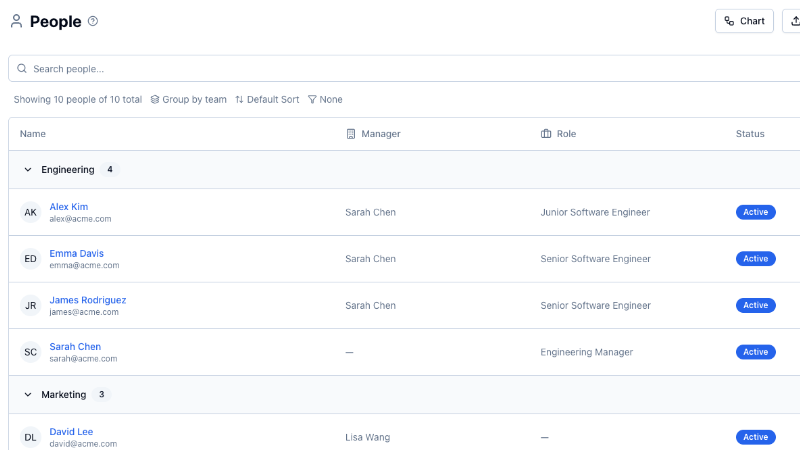 People
Chart
Search people...
Showing 10 people of 10 total Group by team Default Sort None
Name Manager Role Status
Engineering 4
AK Alex Kim alex@acme.com Sarah Chen Junior Software Engineer Active
ED Emma Davis emma@acme.com Sarah Chen Senior Software Engineer Active
JR James Rodriguez james@acme.com Sarah Chen Senior Software Engineer Active
SC Sarah Chen sarah@acme.com — Engineering Manager Active
Marketing 3
DL David Lee david@acme.com Lisa Wang — Active